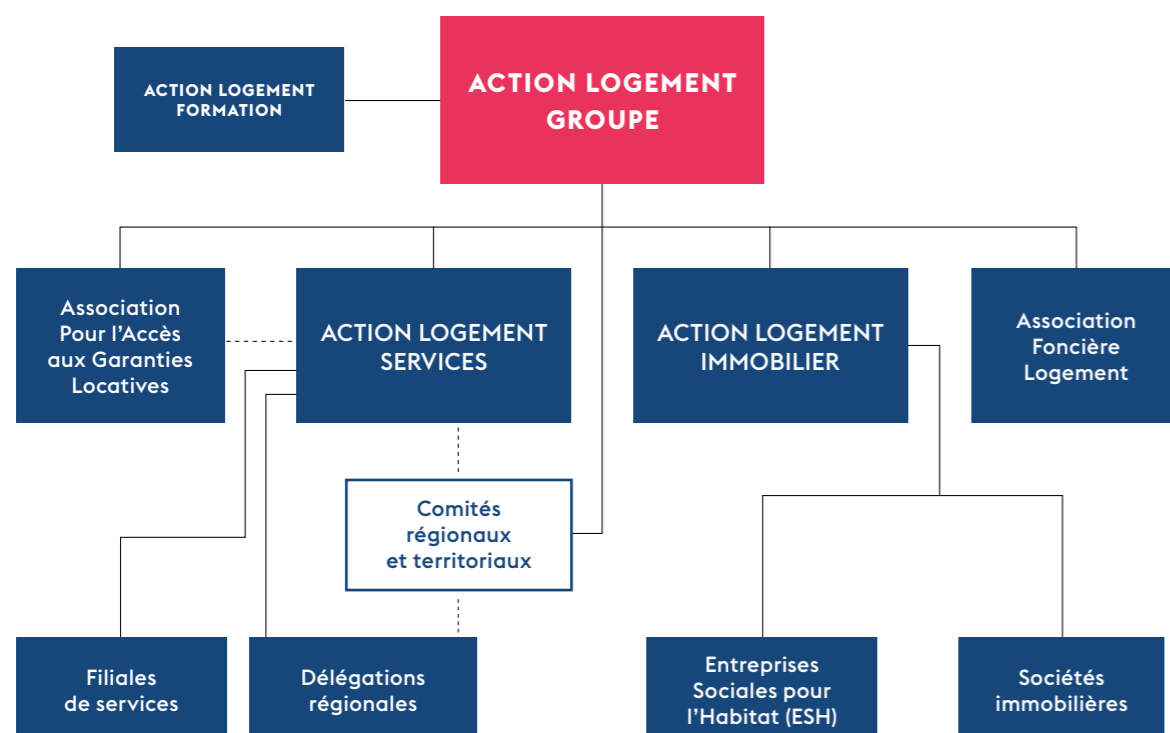 ACTION LOGEMENT
FORMATION
ACTION LOGEMENT
GROUPE
Association
Pour l’Accès
aux Garanties
Locatives
ACTION LOGEMENT
SERVICES
ACTION LOGEMENT
IMMOBILIER
Association
Foncière
Logement
Comités
régionaux
et territoriaux
Filiales
de services
Délégations
régionales
Entreprises
Sociales pour
l’Habitat (ESH)
Sociétés
immobilières